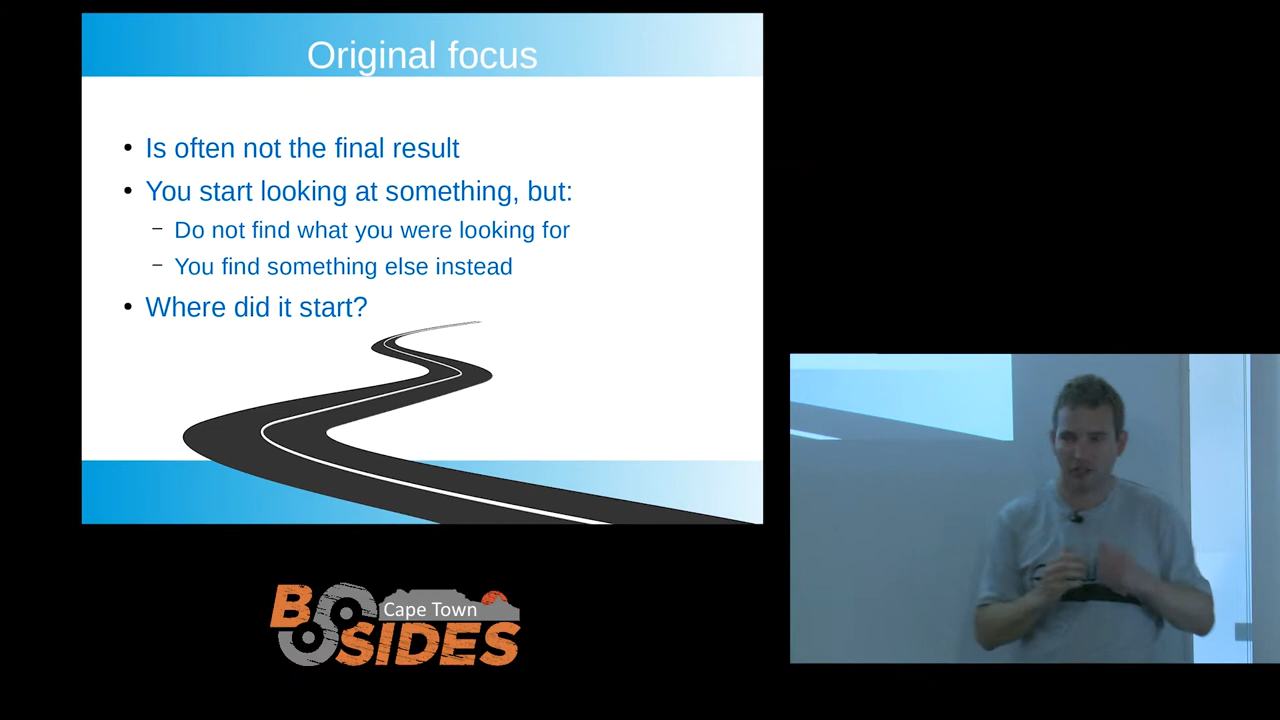 Original focus
Is often not the final result
You start looking at something, but:
Do not find what you were looking for
You find something else instead
Where did it start?
Cape Town
BSIDES